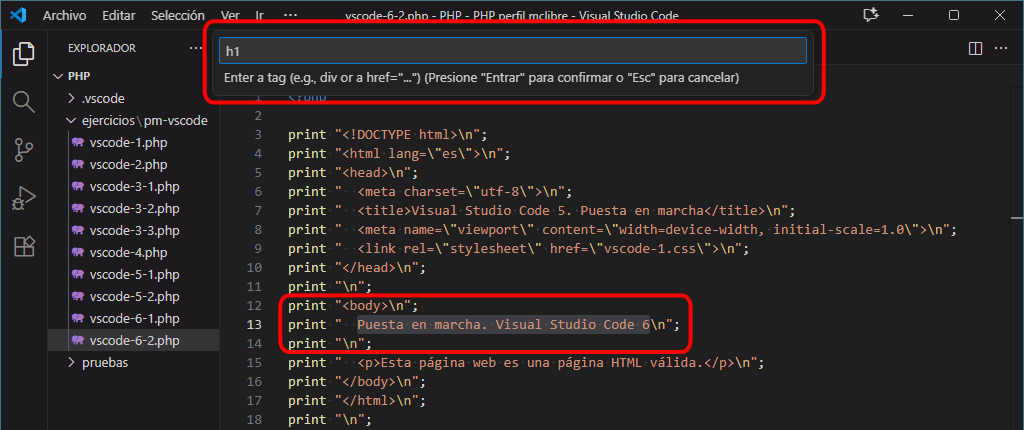 Archivo Editar Selección Ver Ir ··· vscode-6-2.php - PHP - PHP perfil mclibre - Visual Studio Code
EXPLORADOR ···
h1
Enter a tag (e.g., div or a href="...") (Presione "Entrar" para confirmar o "Esc" para cancelar)
PHP
.vscode
ejercicios\pm-vscode
vscode-1.php
vscode-2.php
vscode-3-1.php
vscode-3-2.php
vscode-3-3.php
vscode-4.php
vscode-5-1.php
vscode-5-2.php
vscode-6-1.php
vscode-6-2.php
pruebas
1 <?php
2
3 print "<!DOCTYPE html>\n";
4 print "<html lang=\"es\">\n";
5 print "<head>\n";
6 print "  <meta charset=\"utf-8\">\n";
7 print "  <title>Visual Studio Code 5. Puesta en marcha</title>\n";
8 print "  <meta name=\"viewport\" content=\"width=device-width, initial-scale=1.0\">\n";
9 print "  <link rel=\"stylesheet\" href=\"vscode-1.css\">\n";
10 print "</head>\n";
11 print "\n";
12 print "<body>\n";
13 print "  Puesta en marcha. Visual Studio Code 6\n";
14 print "\n";
15 print "  <p>Esta página web es una página HTML válida.</p>\n";
16 print "</body>\n";
17 print "</html>\n";
18 print "\n";